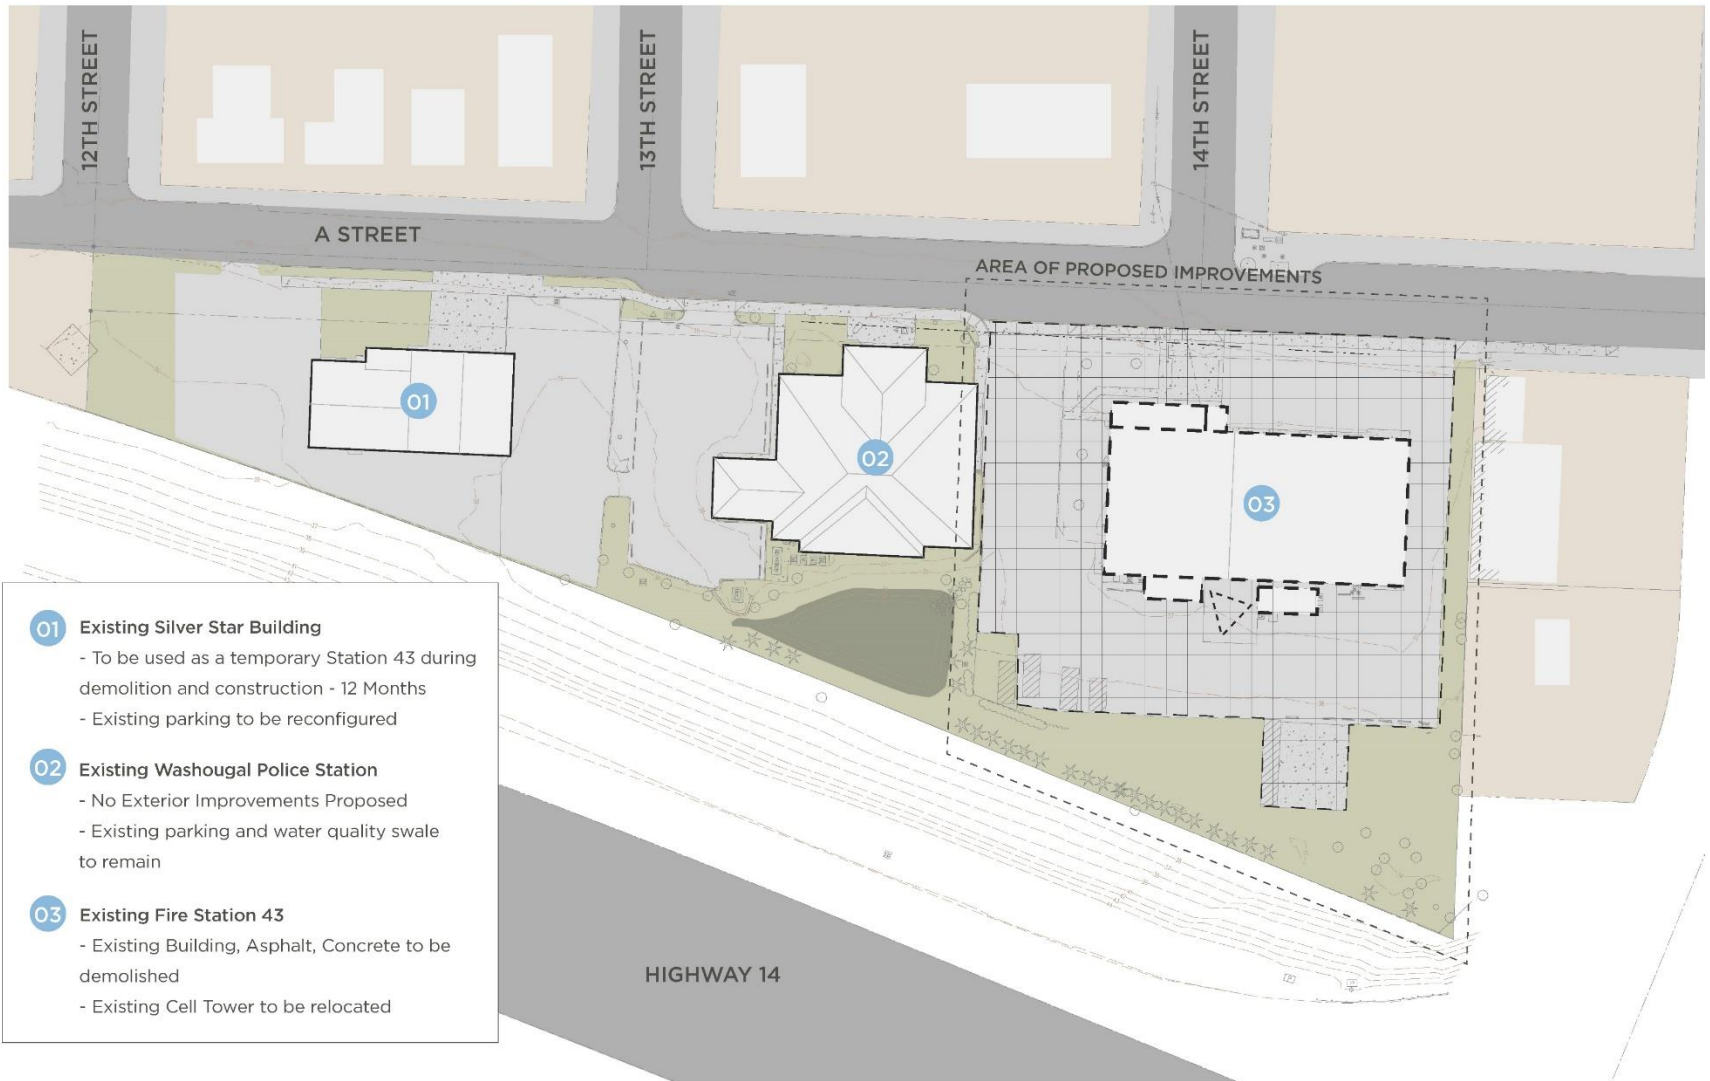 12TH STREET
13TH STREET
14TH STREET
A STREET
AREA OF PROPOSED IMPROVEMENTS
01
02
03
01 Existing Silver Star Building
- To be used as a temporary Station 43 during
demolition and construction - 12 Months
- Existing parking to be reconfigured
02 Existing Washougal Police Station
- No Exterior Improvements Proposed
- Existing parking and water quality swale
to remain
03 Existing Fire Station 43
- Existing Building, Asphalt, Concrete to be
demolished
- Existing Cell Tower to be relocated
HIGHWAY 14